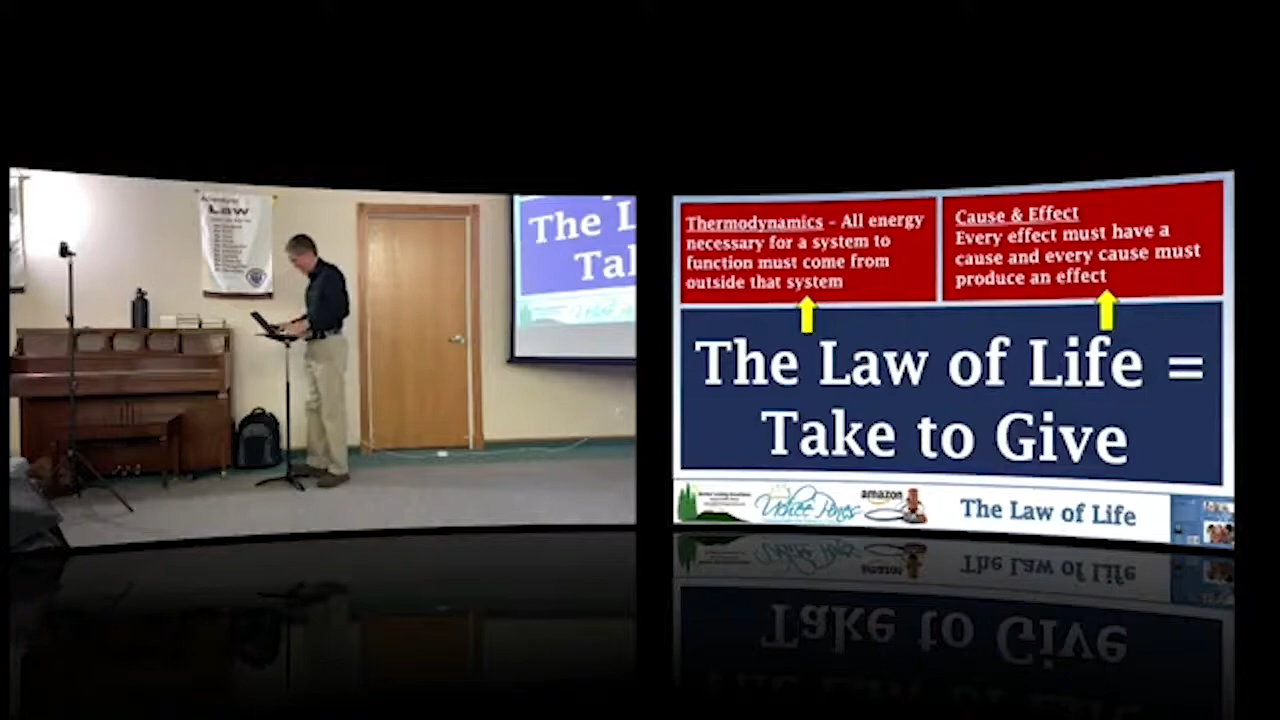 Law
The L
Tal
Thermodynamics – All energy
necessary for a system to
function must come from
outside that system
Cause & Effect
Every effect must have a
cause and every cause must
produce an effect
The Law of Life =
Take to Give
Uchee Pines
amazon
The Law of Life